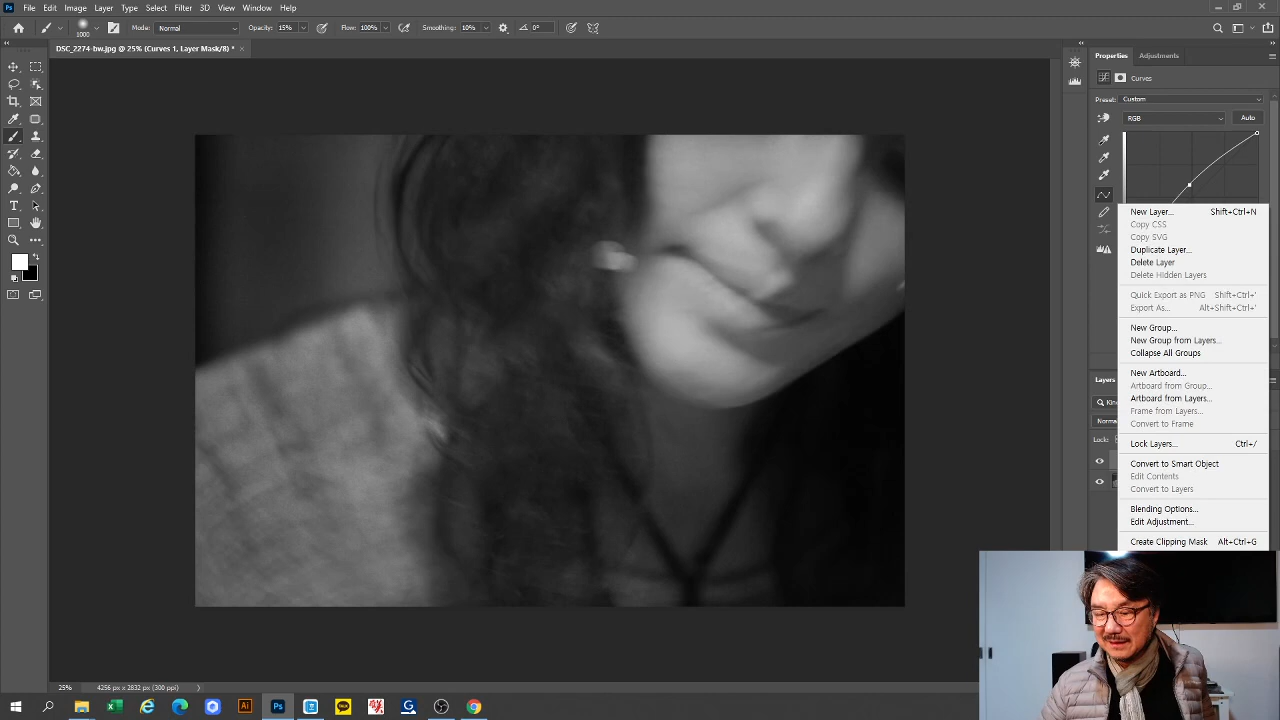 File Edit Image Layer Type Select Filter 3D View Window Help
1000 Mode: Normal Opacity: 15% Flow: 100% Smoothing: 10% 0°
DSC_2274-bw.jpg @ 25% (Curves 1, Layer Mask/8) *
Properties Adjustments
Curves
Preset: Custom
RGB Auto
New Layer... Shift+Ctrl+N
Copy CSS
Copy SVG
Duplicate Layer...
Delete Layer
Delete Hidden Layers
Quick Export as PNG Shift+Ctrl+'
Export As... Alt+Shift+Ctrl+'
New Group...
New Group from Layers...
Collapse All Groups
New Artboard...
Layers
Artboard from Group...
Artboard from Layers...
Frame from Layers...
Norma
Convert to Frame
Lock:
Lock Layers... Ctrl+/
Convert to Smart Object
Edit Contents
Convert to Layers
Blending Options...
Edit Adjustment...
Create Clipping Mask Alt+Ctrl+G
25% 4256 px x 2832 px (300 ppi)
Ai Ps